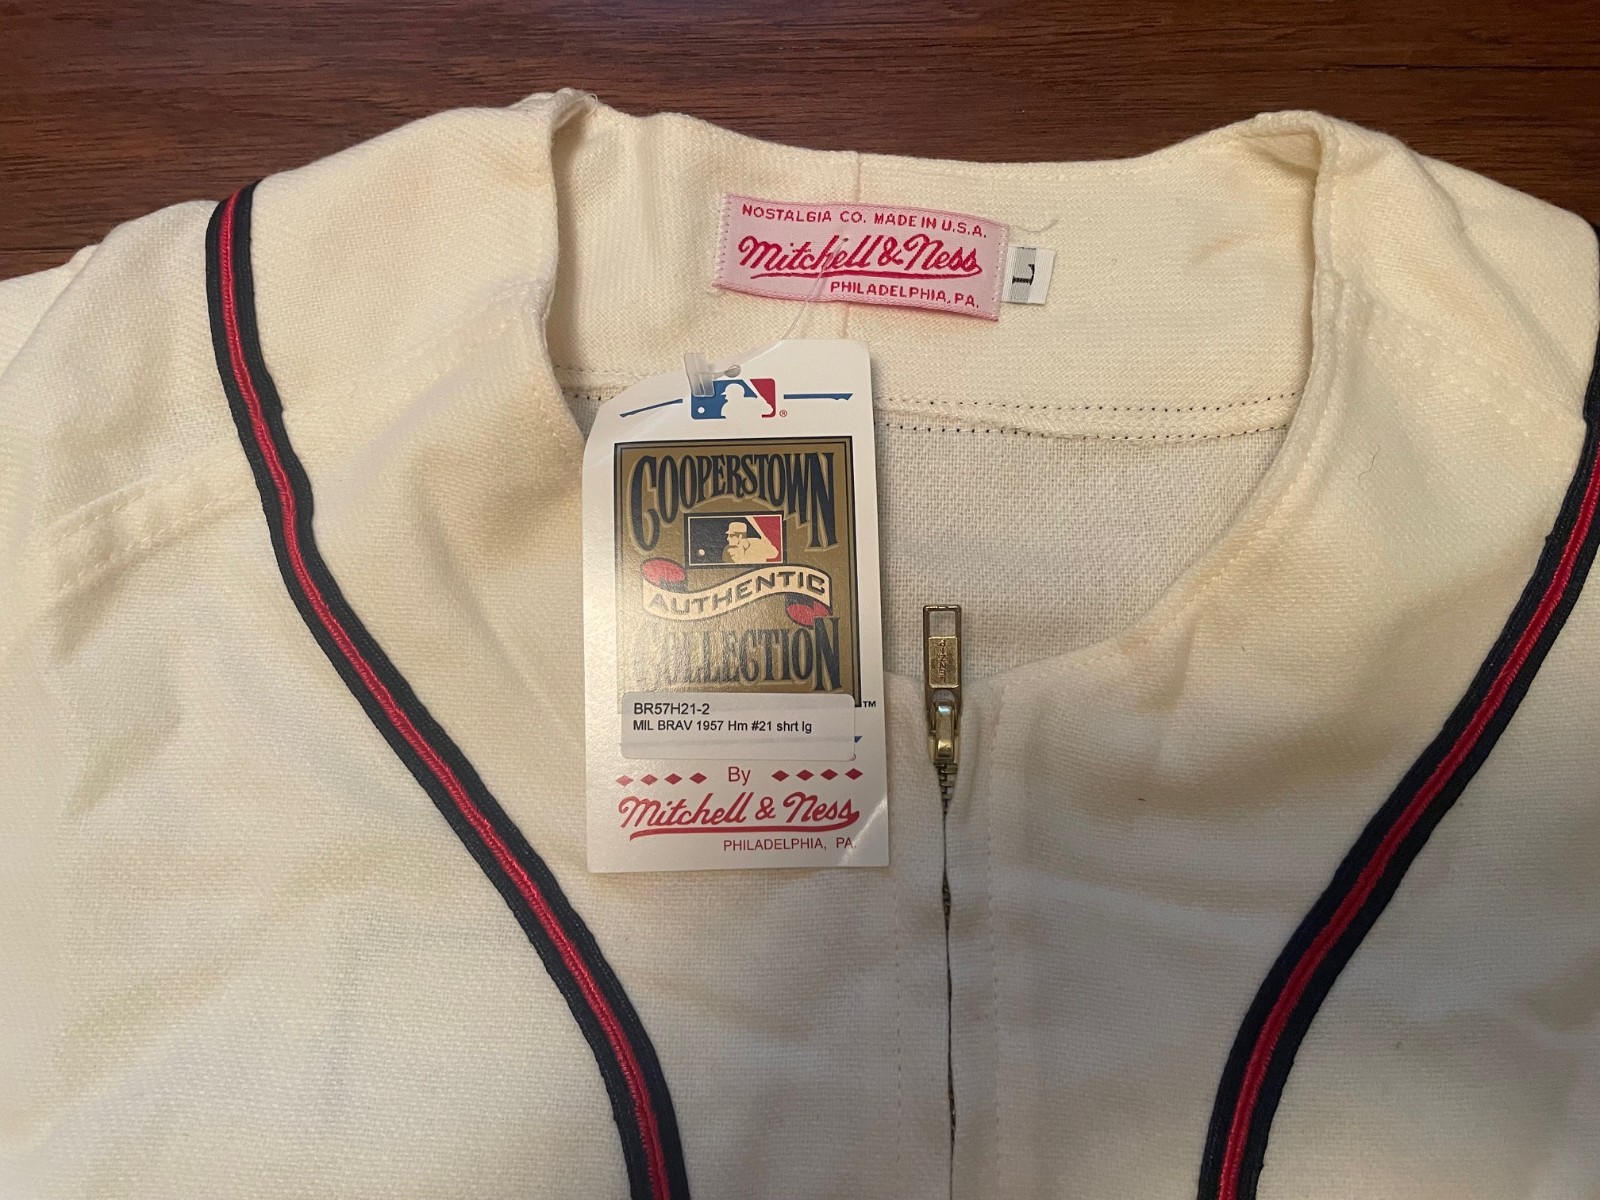 NOSTALGIA CO. MADE IN U.S.A.
Mitchell & Ness
PHILADELPHIA, PA.
L
®
COOPERSTOWN
AUTHENTIC
COLLECTION
TM
BR57H21-2
MIL BRAV 1957 Hm #21 shrt lg
By
Mitchell & Ness
PHILADELPHIA, PA.